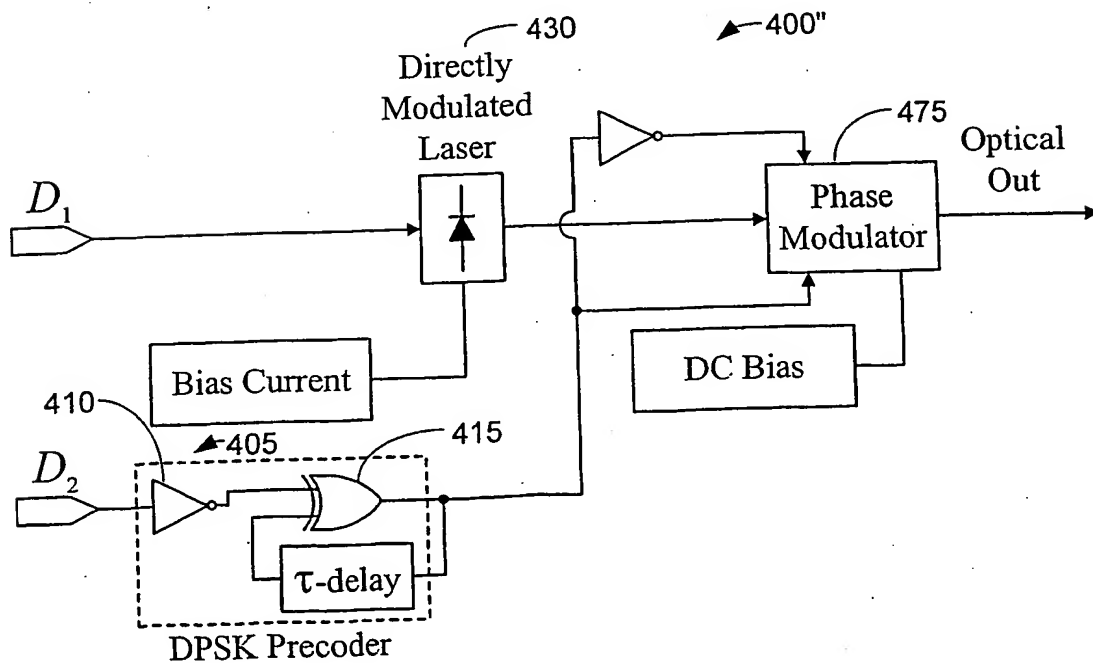 430
400"
Directly
Modulated
Laser
475
Optical
Out
D₁
Phase
Modulator
Bias Current
DC Bias
410
405
415
D₂
τ-delay
DPSK Precoder